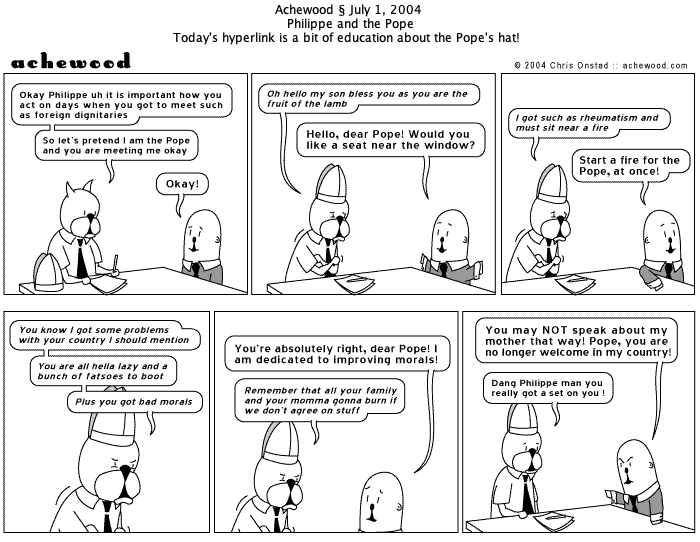 Achewood § July 1, 2004
Philippe and the Pope
Today's hyperlink is a bit of education about the Pope's hat!
achewood
© 2004 Chris Onstad :: achewood.com
Okay Philippe uh it is important how you
act on days when you got to meet such
as foreign dignitaries
So let's pretend I am the Pope
and you are meeting me okay
Okay!
Oh hello my son bless you as you are the
fruit of the lamb
Hello, dear Pope! Would you
like a seat near the window?
I got such as rheumatism and
must sit near a fire
Start a fire for the
Pope, at once!
You know I got some problems
with your country I should mention
You are all hella lazy and a
bunch of fatsoes to boot
Plus you got bad morals
You're absolutely right, dear Pope! I
am dedicated to improving morals!
Remember that all your family
and your momma gonna burn if
we don't agree on stuff
You may NOT speak about my
mother that way! Pope, you are
no longer welcome in my country!
Dang Philippe man you
really got a set on you !